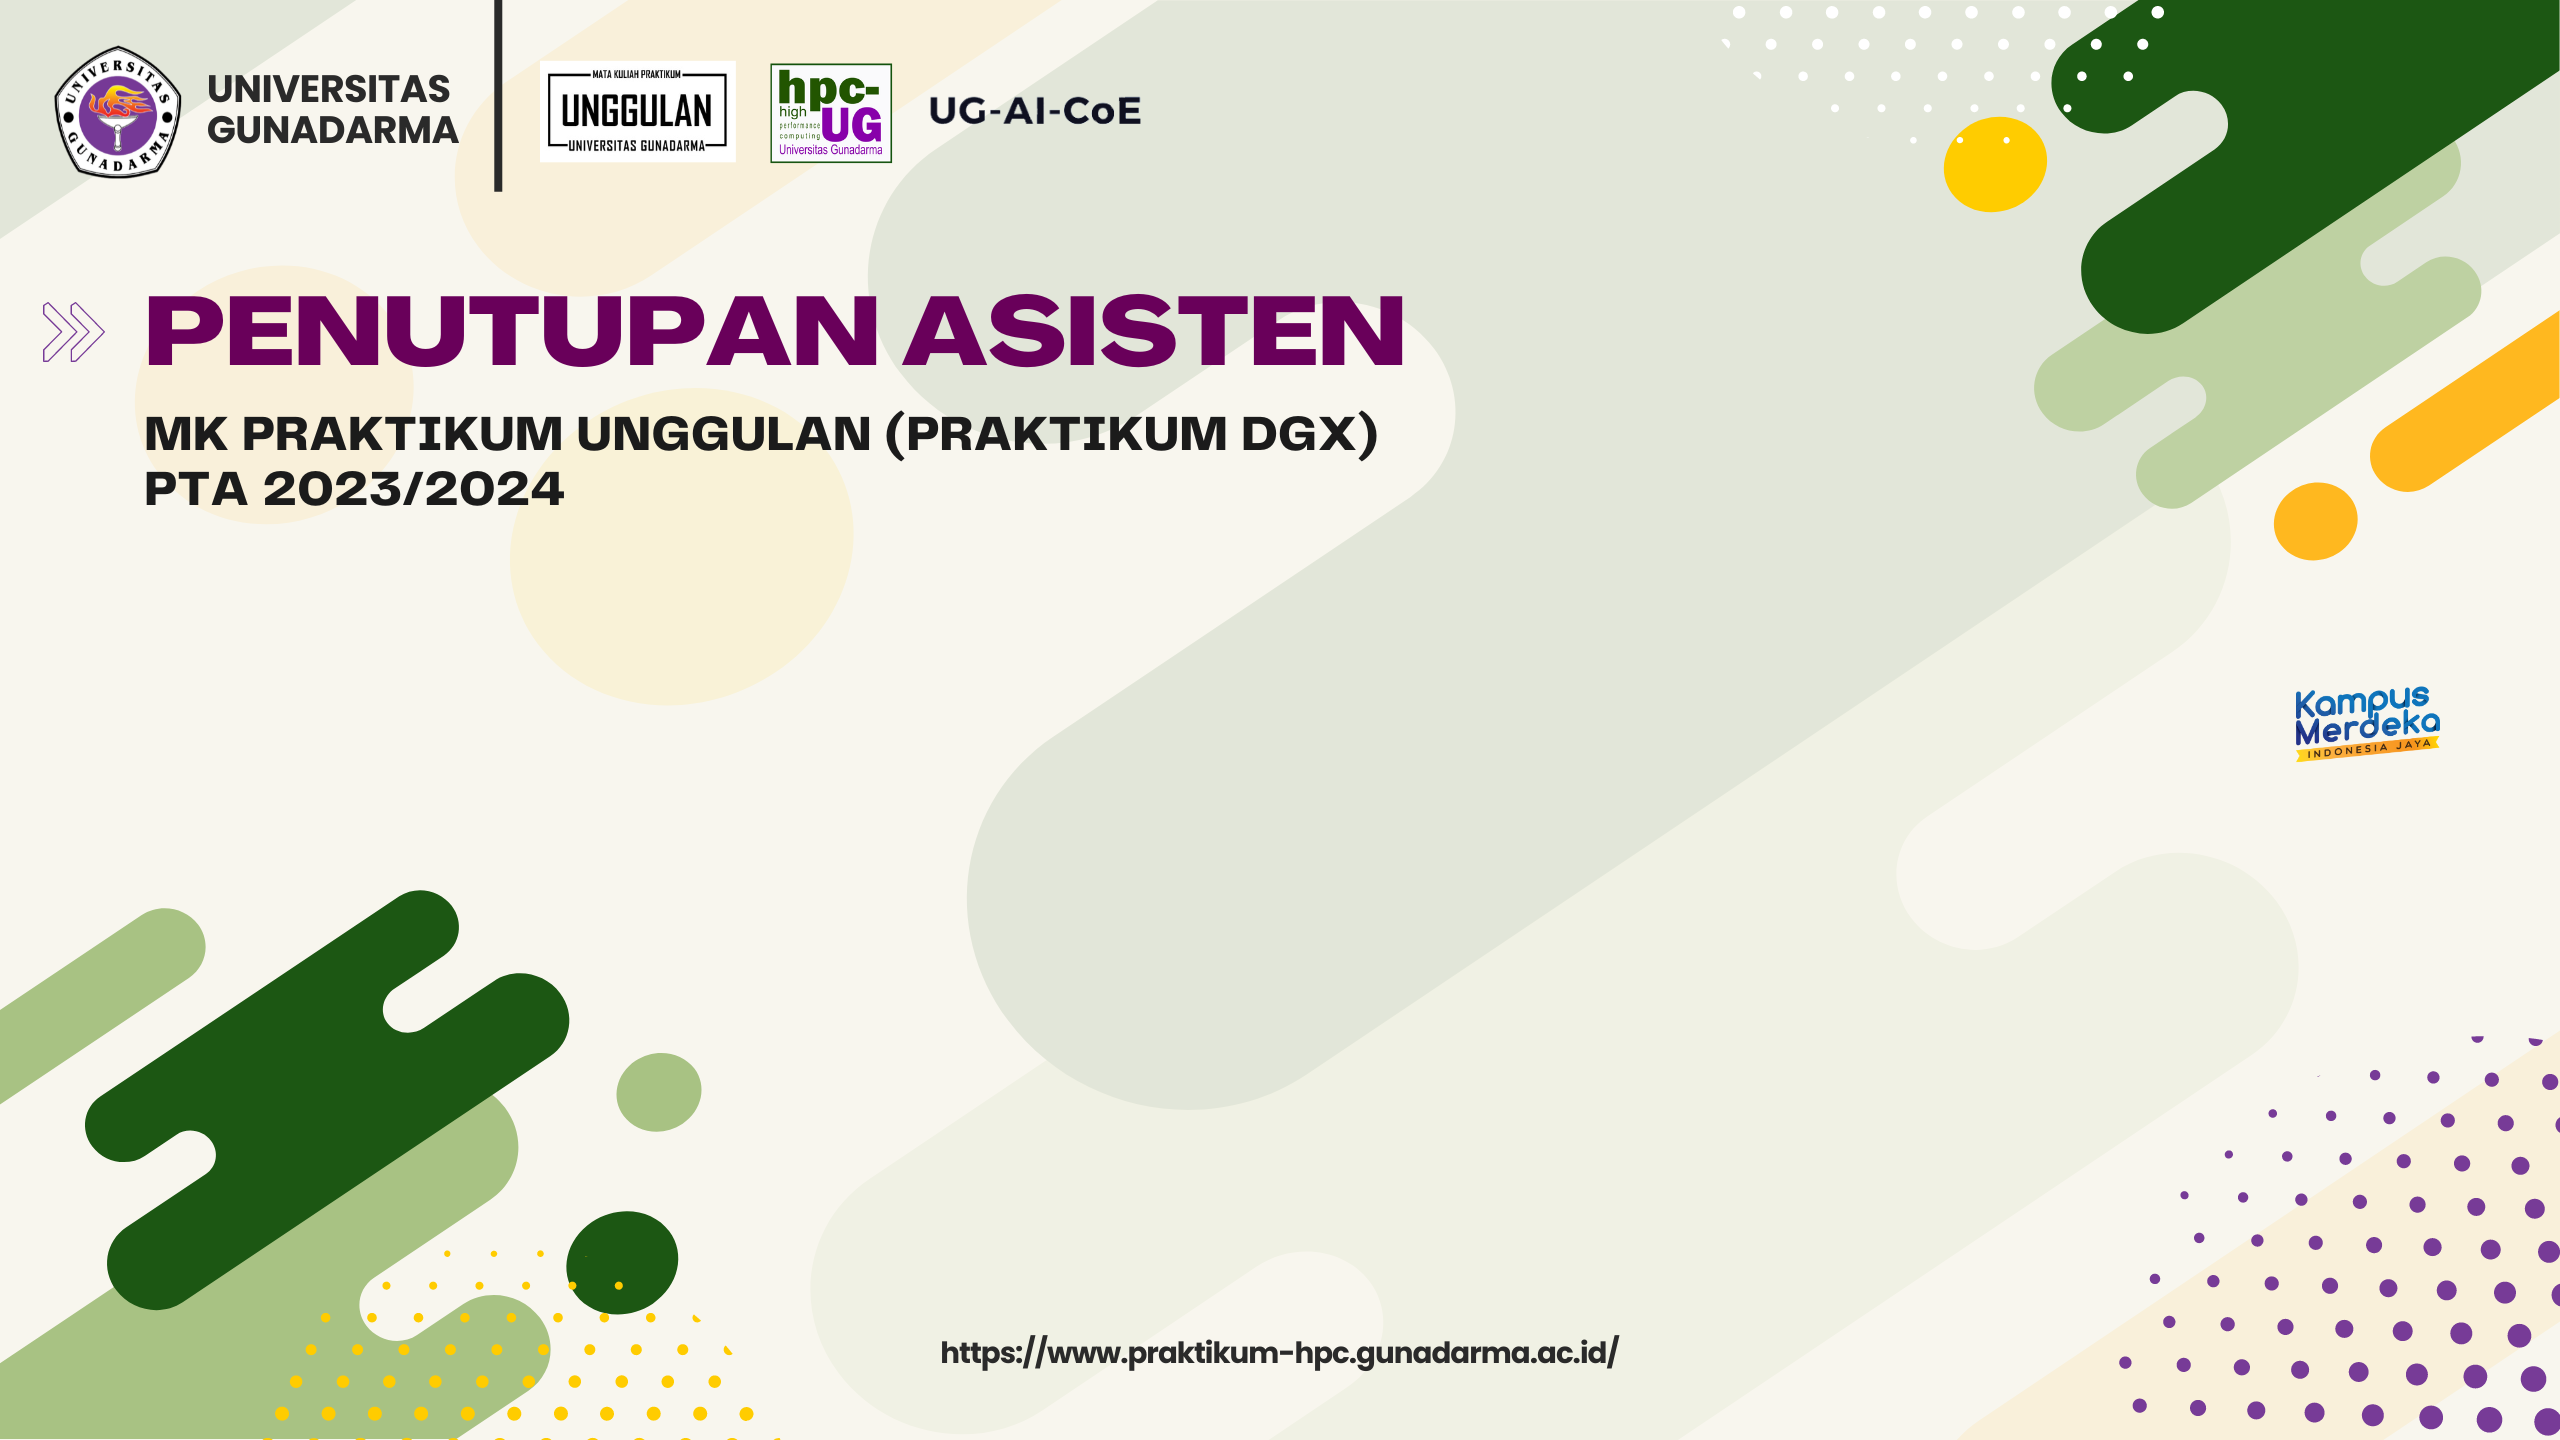 UNIVERSITAS GUNADARMA
UNIVERSITAS
GUNADARMA
MATA KULIAH PRAKTIKUM
UNGGULAN
UNIVERSITAS GUNADARMA
hpc-
high UG
performance
computing
Universitas Gunadarma
UG-AI-CoE
PENUTUPAN ASISTEN
MK PRAKTIKUM UNGGULAN (PRAKTIKUM DGX)
PTA 2023/2024
Kampus
Merdeka
INDONESIA JAYA
https://www.praktikum-hpc.gunadarma.ac.id/